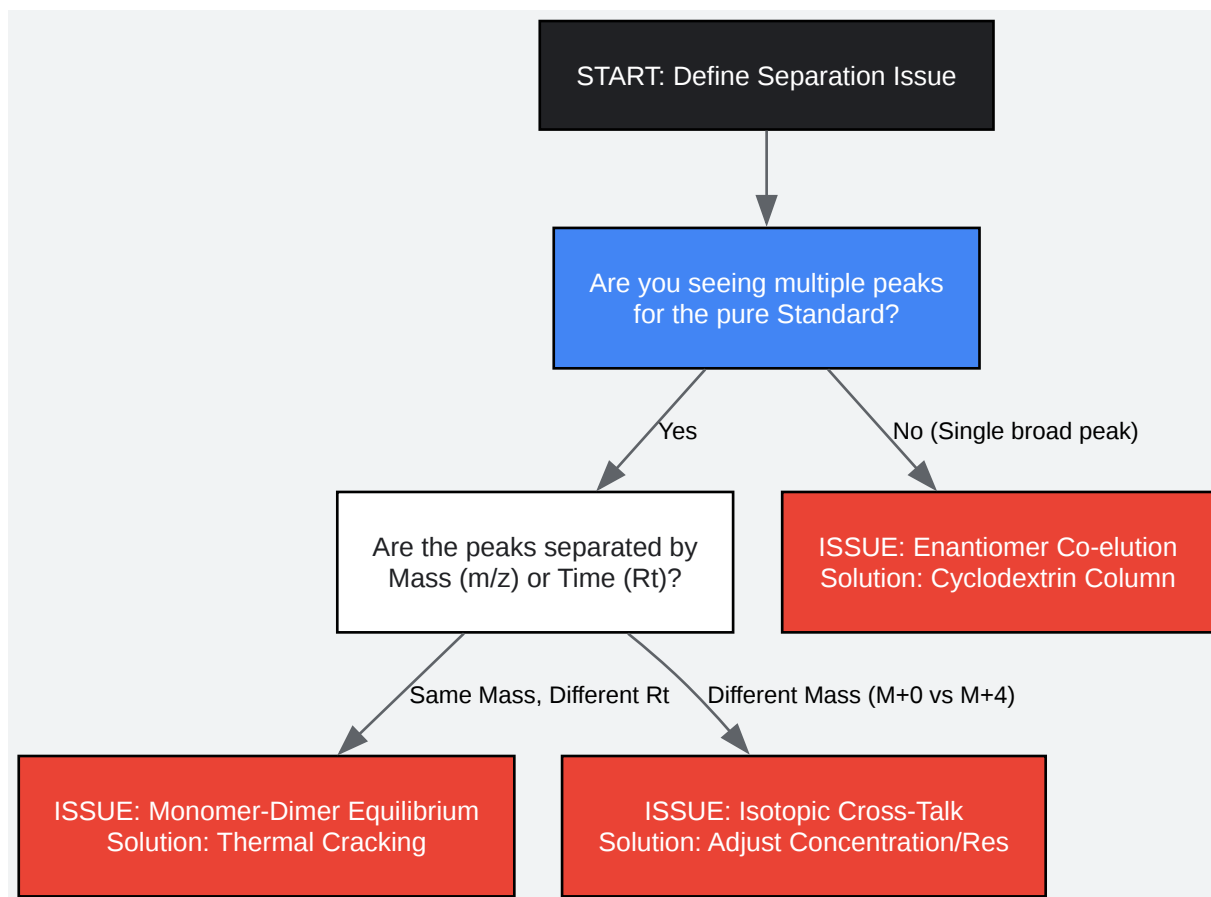 START: Define Separation Issue
Are you seeing multiple peaks
for the pure Standard?
Yes
No (Single broad peak)
Are the peaks separated by
Mass (m/z) or Time (Rt)?
ISSUE: Enantiomer Co-elution
Solution: Cyclodextrin Column
Same Mass, Different Rt
Different Mass (M+0 vs M+4)
ISSUE: Monomer-Dimer Equilibrium
Solution: Thermal Cracking
ISSUE: Isotopic Cross-Talk
Solution: Adjust Concentration/Res